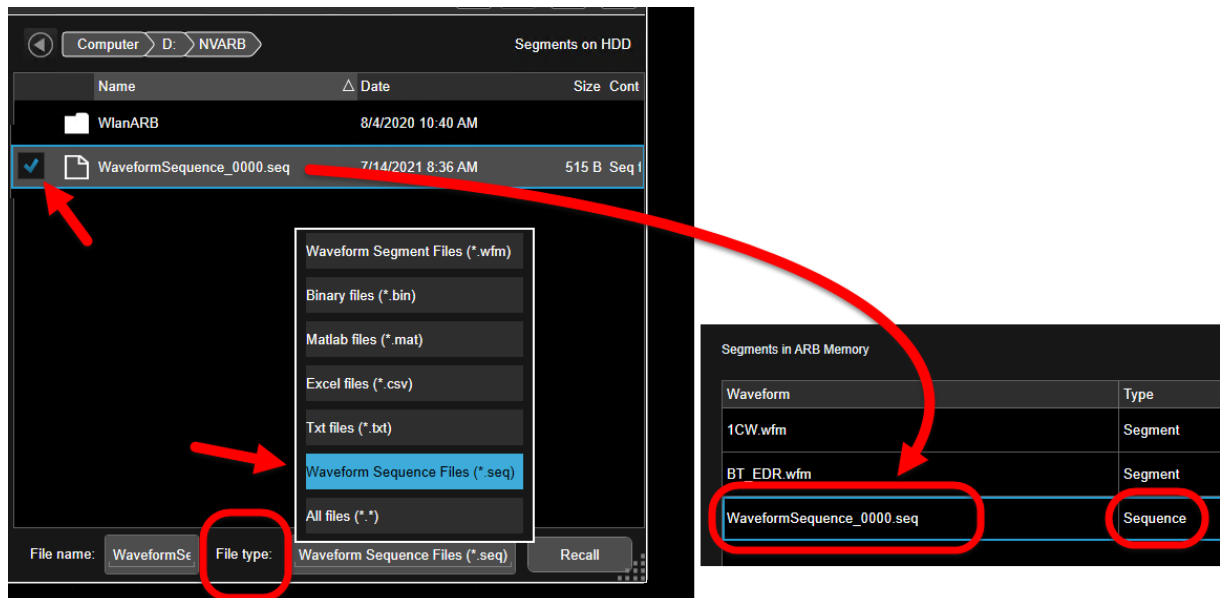 Computer D: NVARB Segments on HDD
Name Date Size Cont
WlanARB 8/4/2020 10:40 AM
WaveformSequence_0000.seq 7/14/2021 8:36 AM 515 B Seq f
Waveform Segment Files (*.wfm)
Binary files (*.bin)
Matlab files (*.mat)
Excel files (*.csv)
Txt files (*.txt)
Waveform Sequence Files (*.seq)
All files (*.*)
File name: WaveformSe File type: Waveform Sequence Files (*.seq) Recall
Segments in ARB Memory
Waveform Type
1CW.wfm Segment
BT_EDR.wfm Segment
WaveformSequence_0000.seq Sequence